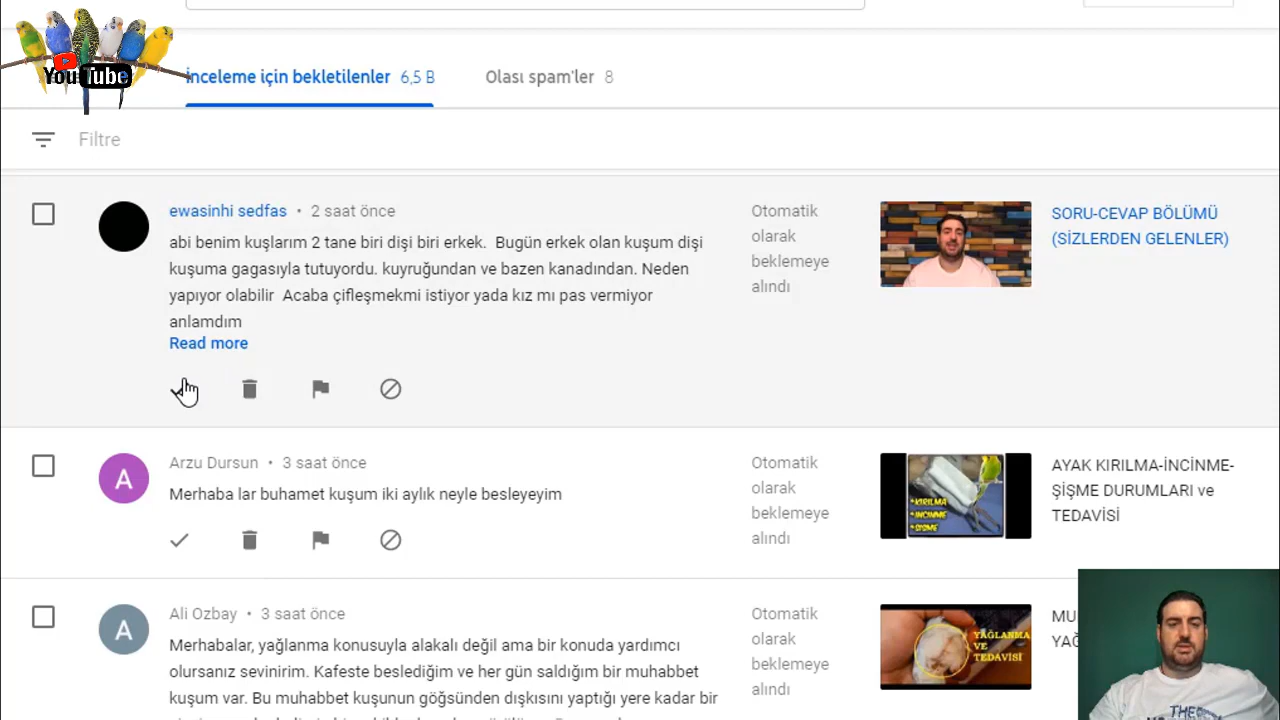 YouTube
İnceleme için bekletilenler 6,5 B
Olası spam'ler 8
Filtre
ewasinhi sedfas • 2 saat önce
abi benim kuşlarım 2 tane biri dişi biri erkek. Bugün erkek olan kuşum dişi
kuşuma gagasıyla tutuyordu. kuyruğundan ve bazen kanadından. Neden
yapıyor olabilir Acaba çifleşmekmi istiyor yada kız mı pas vermiyor
anlamdım
Read more
Otomatik
olarak
beklemeye
alındı
SORU-CEVAP BÖLÜMÜ
(SİZLERDEN GELENLER)
A
Arzu Dursun • 3 saat önce
Merhaba lar buhamet kuşum iki aylık neyle besleyeyim
Otomatik
olarak
beklemeye
alındı
*KIRILMA
*INCINME
*SISME
AYAK KIRILMA-İNCİNME-
ŞİŞME DURUMLARI ve
TEDAVİSİ
A
Ali Ozbay • 3 saat önce
Merhabalar, yağlanma konusuyla alakalı değil ama bir konuda yardımcı
olursanız sevinirim. Kafeste beslediğim ve her gün saldığım bir muhabbet
kuşum var. Bu muhabbet kuşunun göğsünden dışkısını yaptığı yere kadar bir
Otomatik
olarak
beklemeye
alındı
YAĞLANMA
VE
TEDAVİSİ
THE